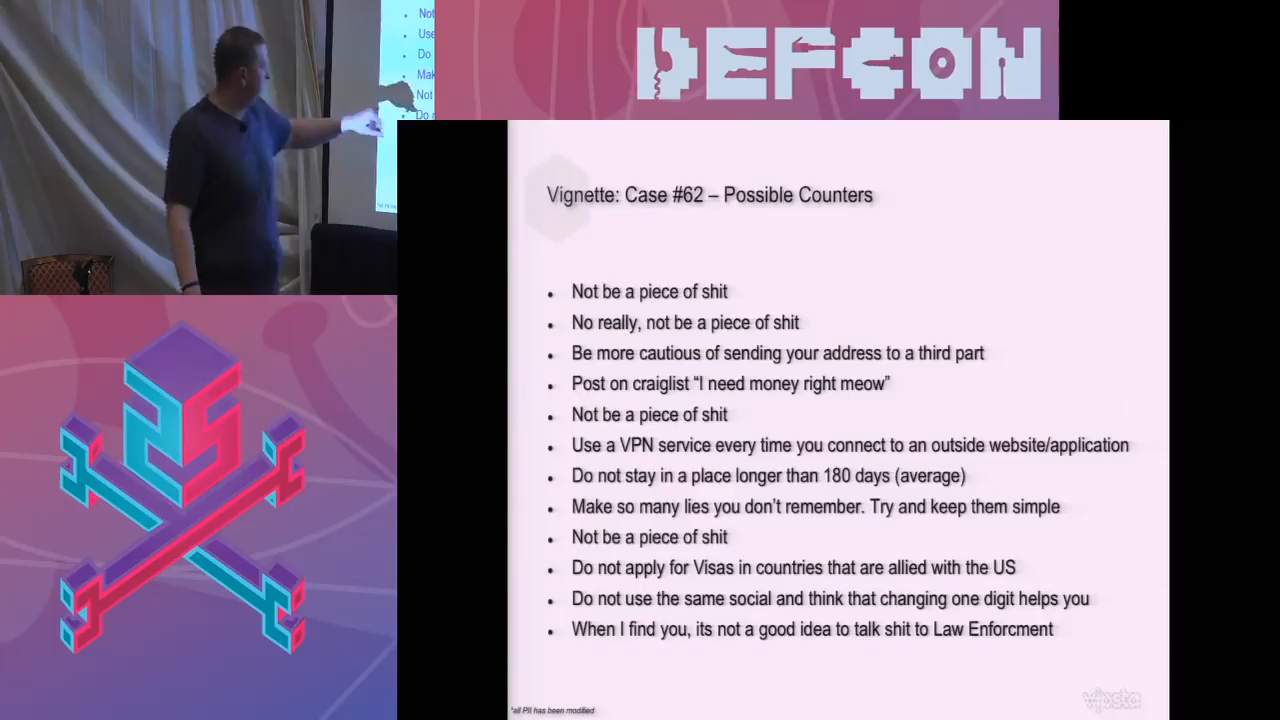 Not
Use
Do
Mak
Not
Do
DEFCON
Vignette: Case #62 – Possible Counters
• Not be a piece of shit
• No really, not be a piece of shit
• Be more cautious of sending your address to a third part
• Post on craiglist “I need money right meow”
• Not be a piece of shit
• Use a VPN service every time you connect to an outside website/application
• Do not stay in a place longer than 180 days (average)
• Make so many lies you don't remember. Try and keep them simple
• Not be a piece of shit
• Do not apply for Visas in countries that are allied with the US
• Do not use the same social and think that changing one digit helps you
• When I find you, its not a good idea to talk shit to Law Enforcment
*all PII has been modified